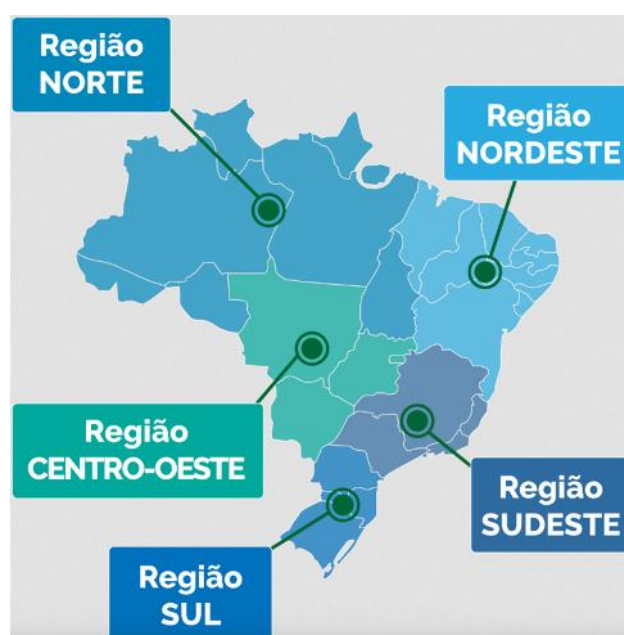 Região
NORTE
Região
NORDESTE
Região
CENTRO-OESTE
Região
SUDESTE
Região
SUL